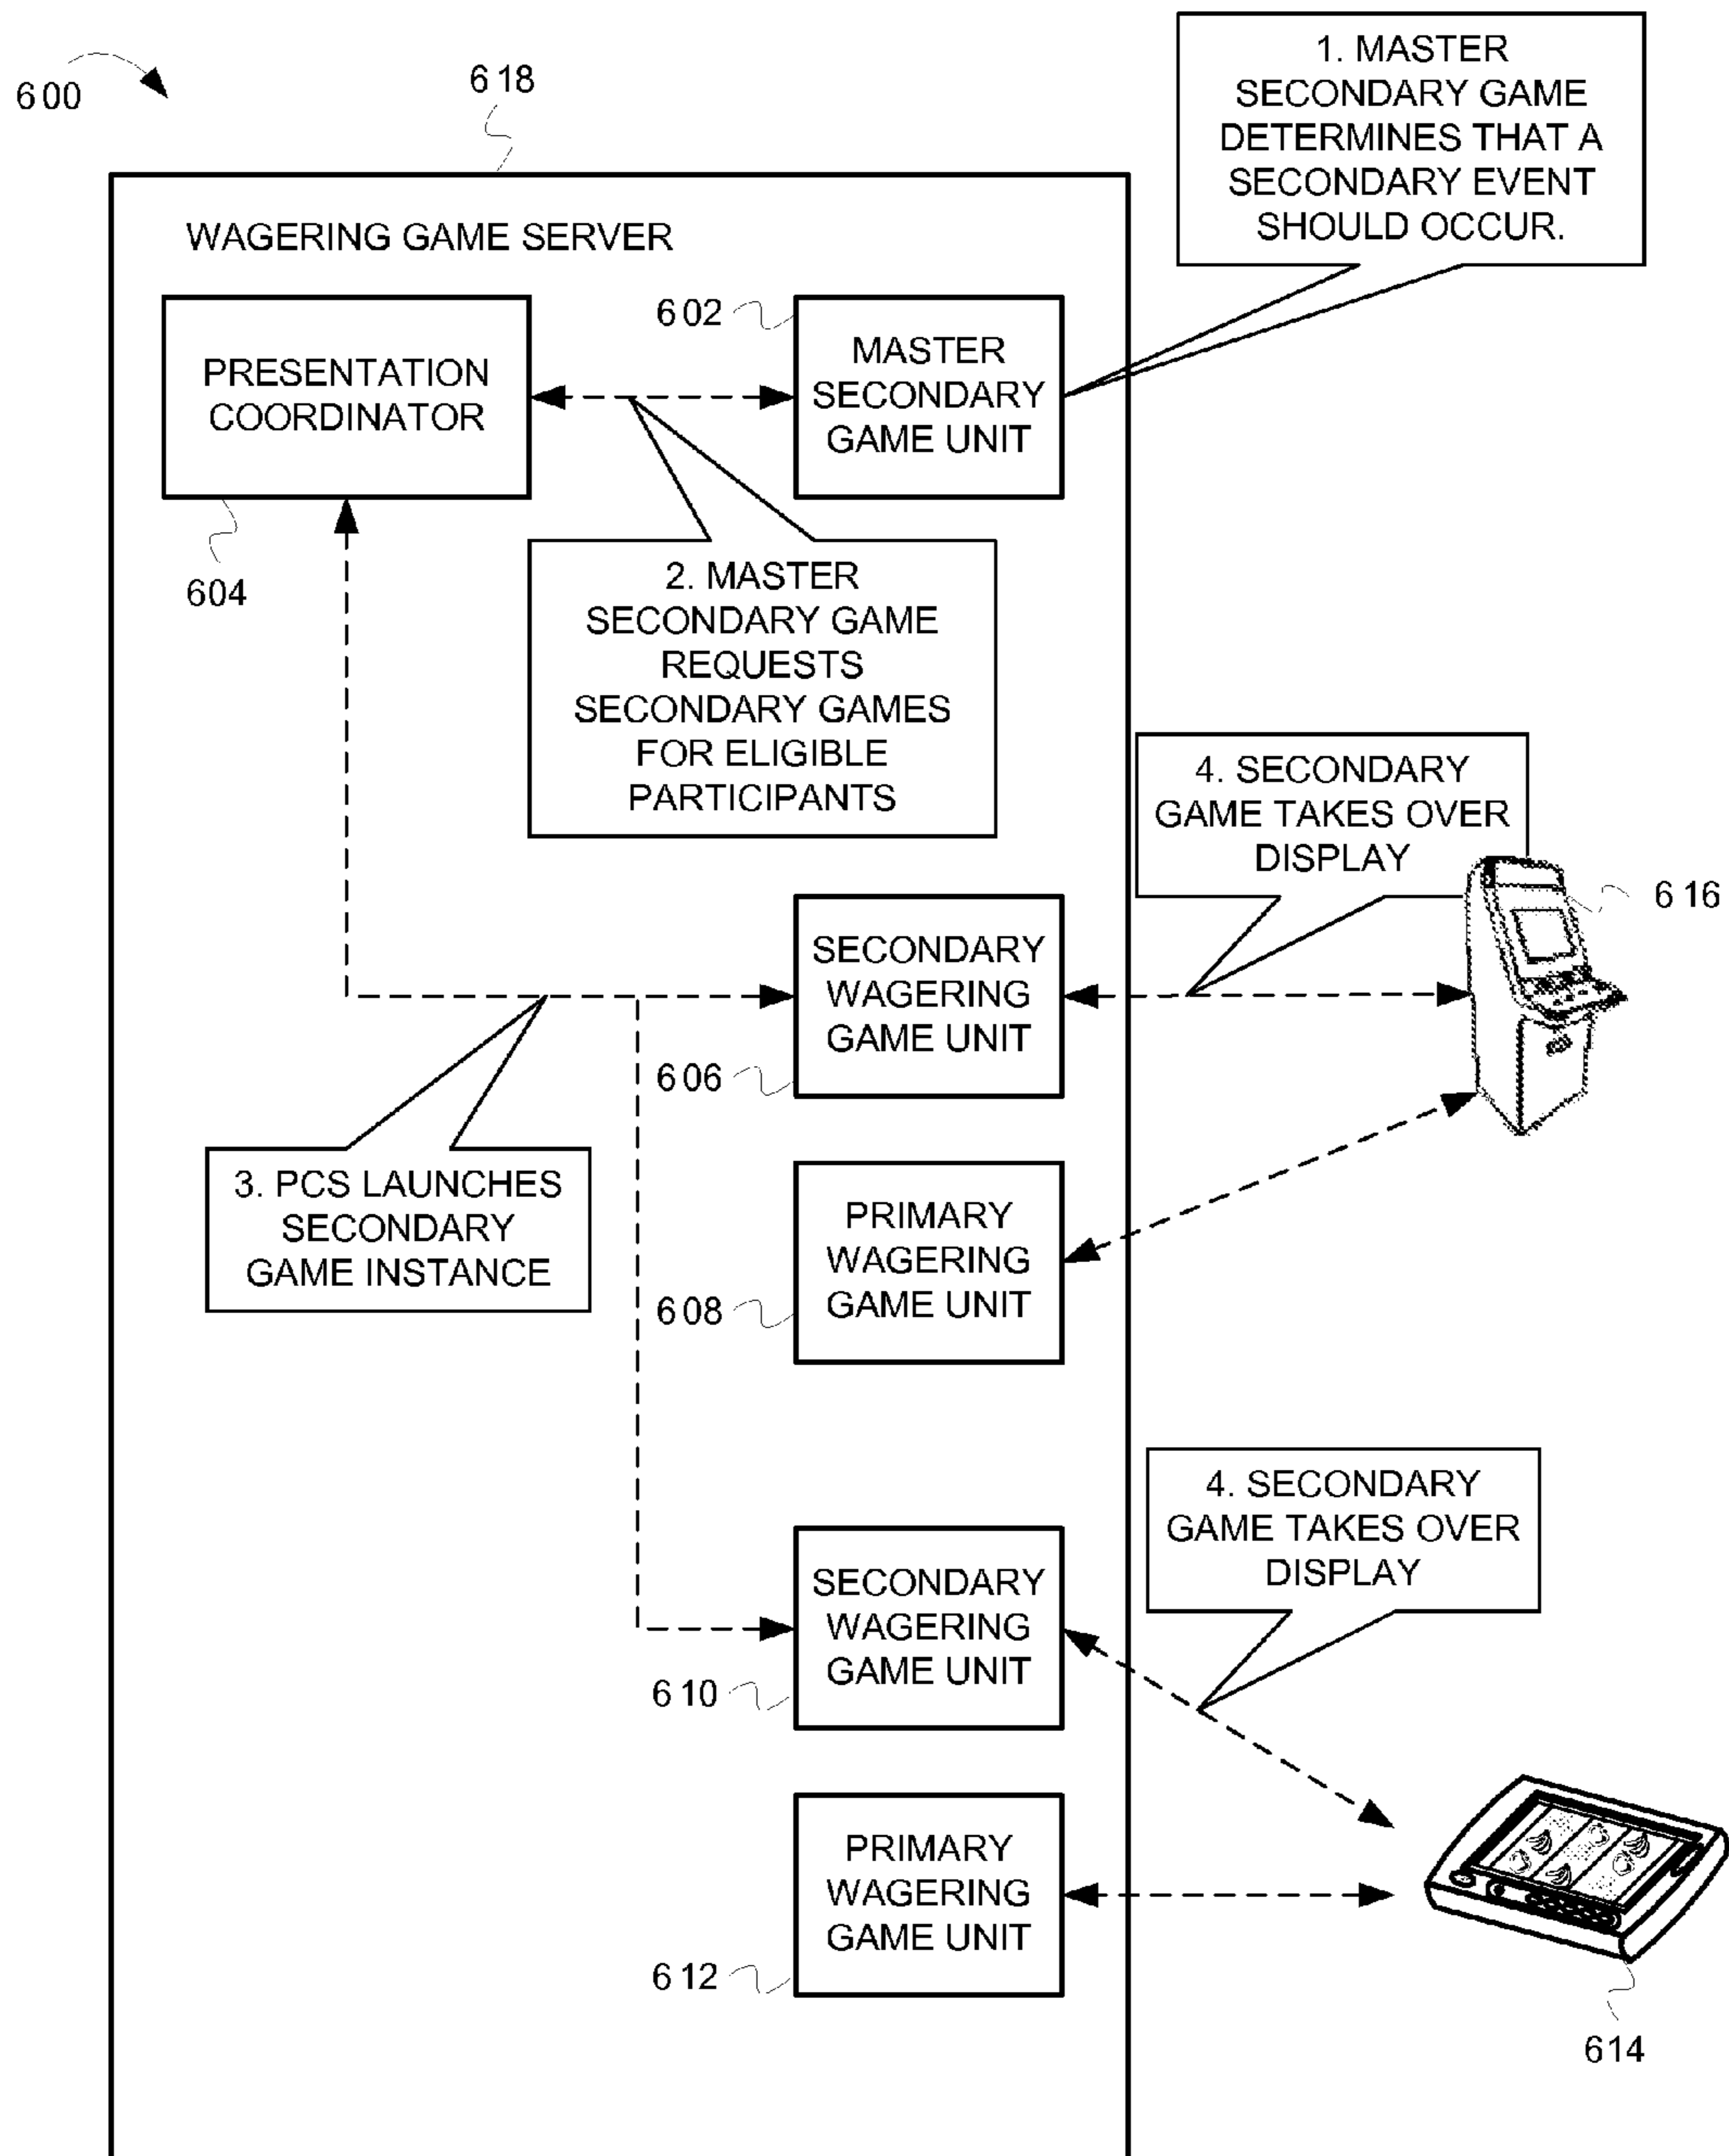 600
618
1. MASTER
SECONDARY GAME
DETERMINES THAT A
SECONDARY EVENT
SHOULD OCCUR.
WAGERING GAME SERVER
602
PRESENTATION
COORDINATOR
MASTER
SECONDARY
GAME UNIT
604
2. MASTER
SECONDARY GAME
REQUESTS
SECONDARY GAMES
FOR ELIGIBLE
PARTICIPANTS
4. SECONDARY
GAME TAKES OVER
DISPLAY
616
SECONDARY
WAGERING
GAME UNIT
606
3. PCS LAUNCHES
SECONDARY
GAME INSTANCE
PRIMARY
WAGERING
GAME UNIT
608
4. SECONDARY
GAME TAKES OVER
DISPLAY
SECONDARY
WAGERING
GAME UNIT
610
PRIMARY
WAGERING
GAME UNIT
612
614